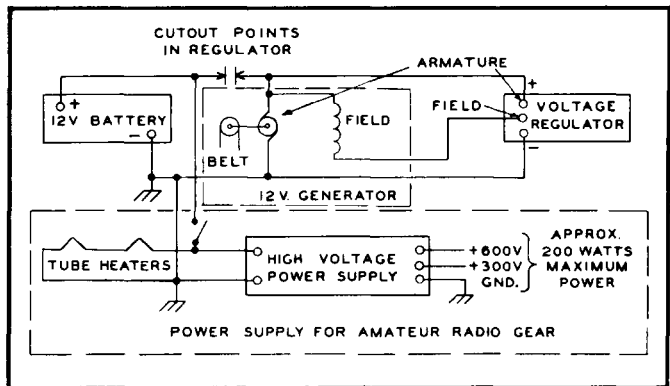 CUTOUT POINTS
IN REGULATOR
ARMATURE
+
12V BATTERY
-
BELT
FIELD
12V. GENERATOR
FIELD
+
VOLTAGE
REGULATOR
-
TUBE HEATERS
HIGH VOLTAGE
POWER SUPPLY
+600V
+300V
GND.
APPROX.
200 WATTS
MAXIMUM
POWER
POWER SUPPLY FOR AMATEUR RADIO GEAR